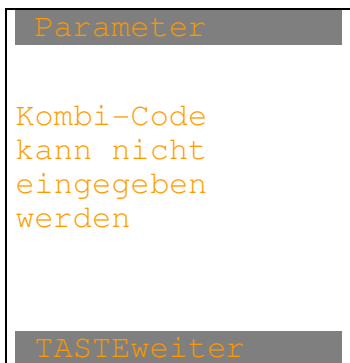 Parameter
Kombi-Code
kann nicht
eingegeben
werden
TASTEweiter